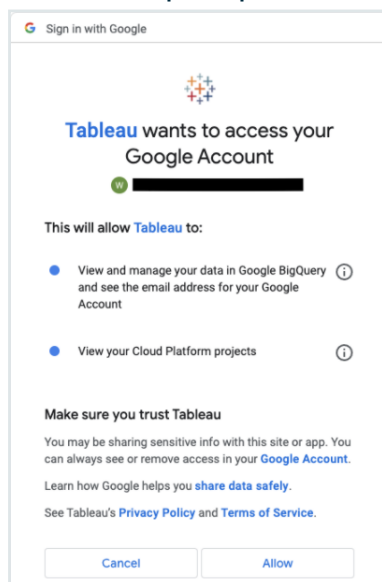 Sign in with Google
Tableau wants to access your
Google Account
W
This will allow Tableau to:
View and manage your data in Google BigQuery
and see the email address for your Google
Account
View your Cloud Platform projects
Make sure you trust Tableau
You may be sharing sensitive info with this site or app. You
can always see or remove access in your Google Account.
Learn how Google helps you share data safely.
See Tableau's Privacy Policy and Terms of Service.
Cancel Allow